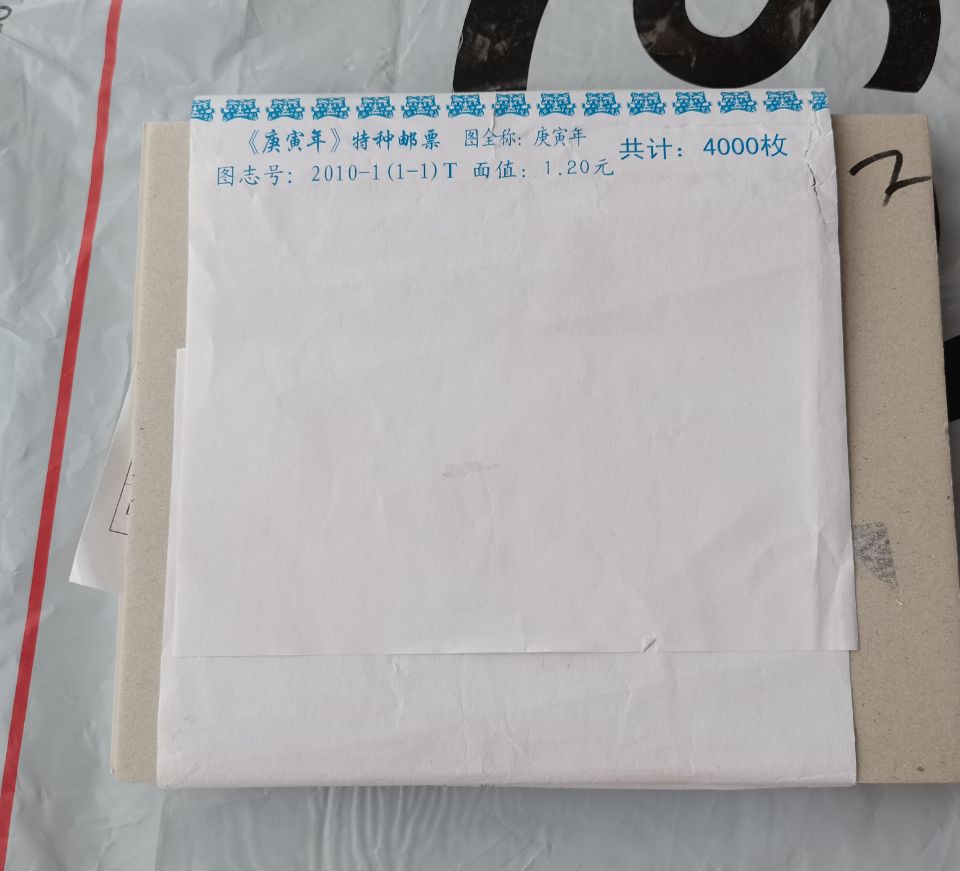 《庚寅年》特种邮票 图全称: 庚寅年 共计: 4000枚
图志号: 2010-1(1-1)T 面值: 1.20元